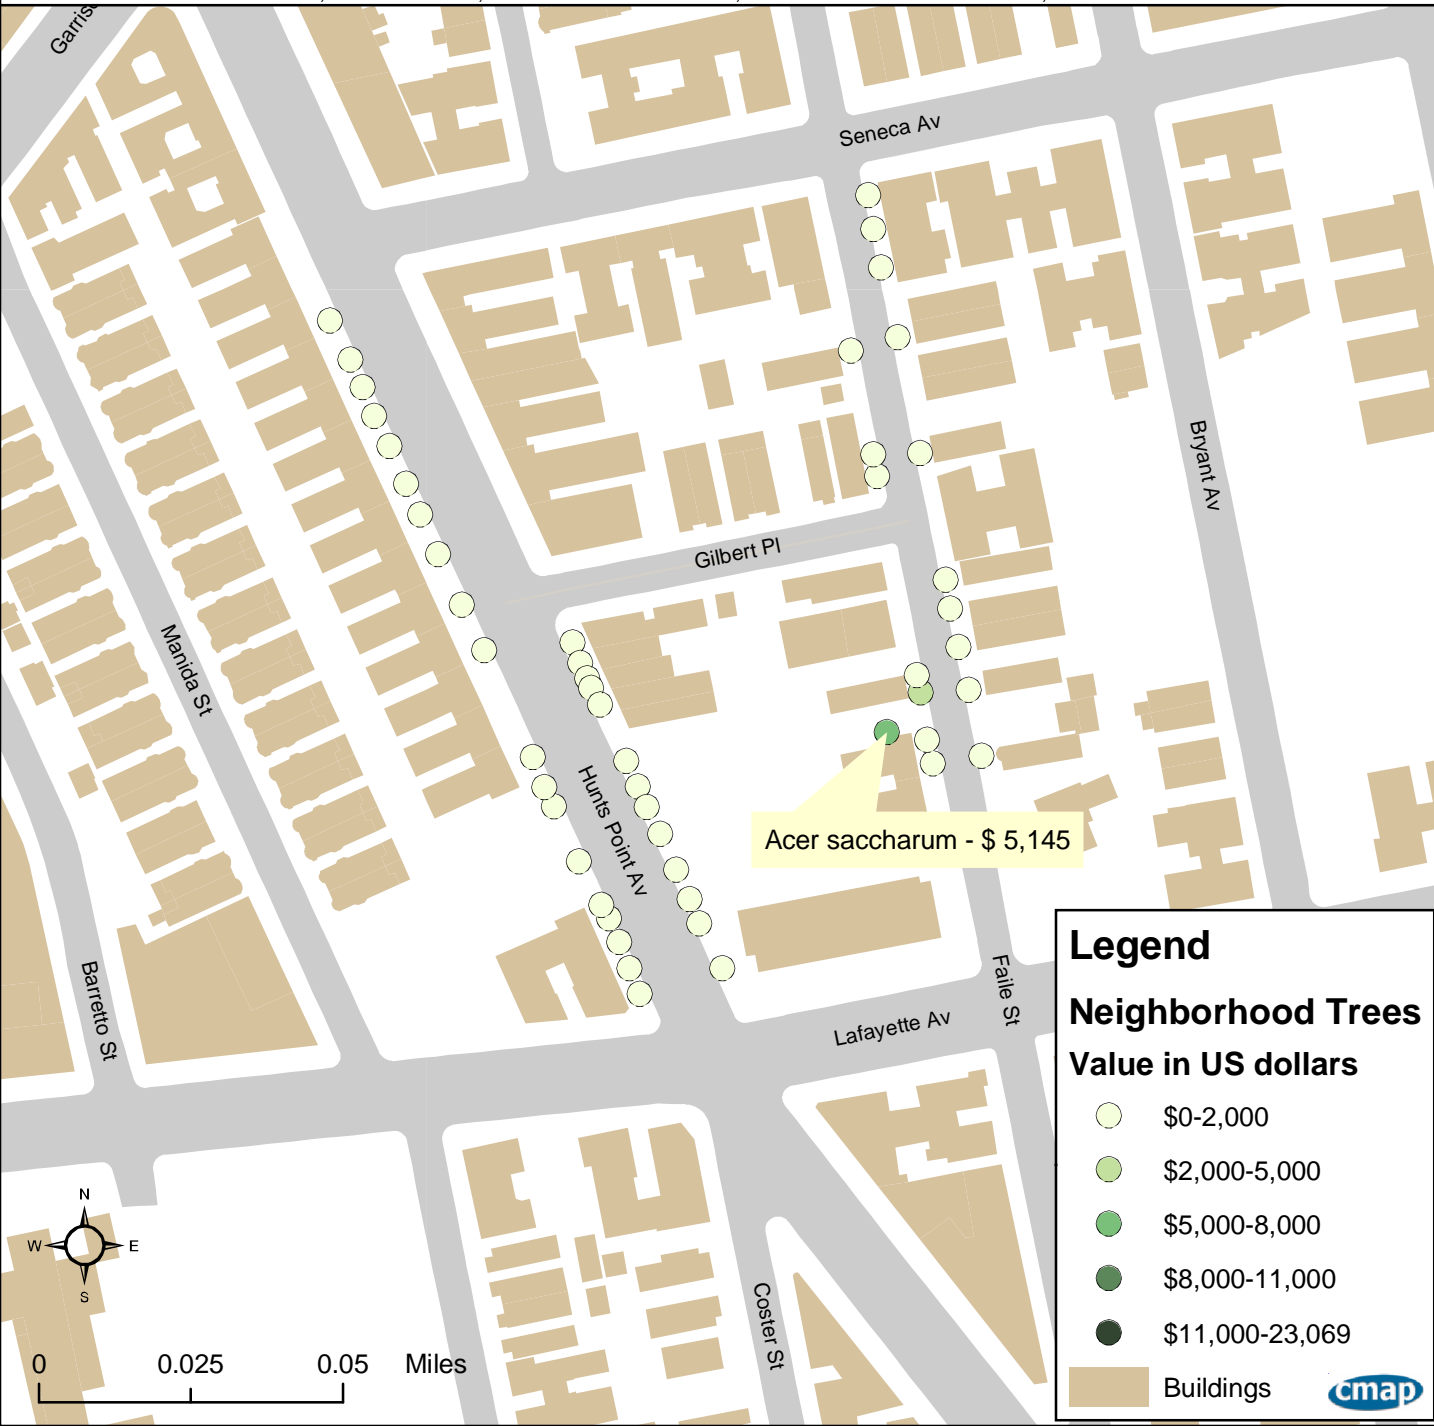 Seneca Av
Bryant Av
Gilbert Pl
Manida St
Hunts Point Av
Acer saccharum - $ 5,145
Barretto St
Faile St
Lafayette Av
Coster St
Legend
Neighborhood Trees
Value in US dollars
$0-2,000
$2,000-5,000
$5,000-8,000
$8,000-11,000
$11,000-23,069
Buildings
cmap
N
W E
S
0 0.025 0.05 Miles